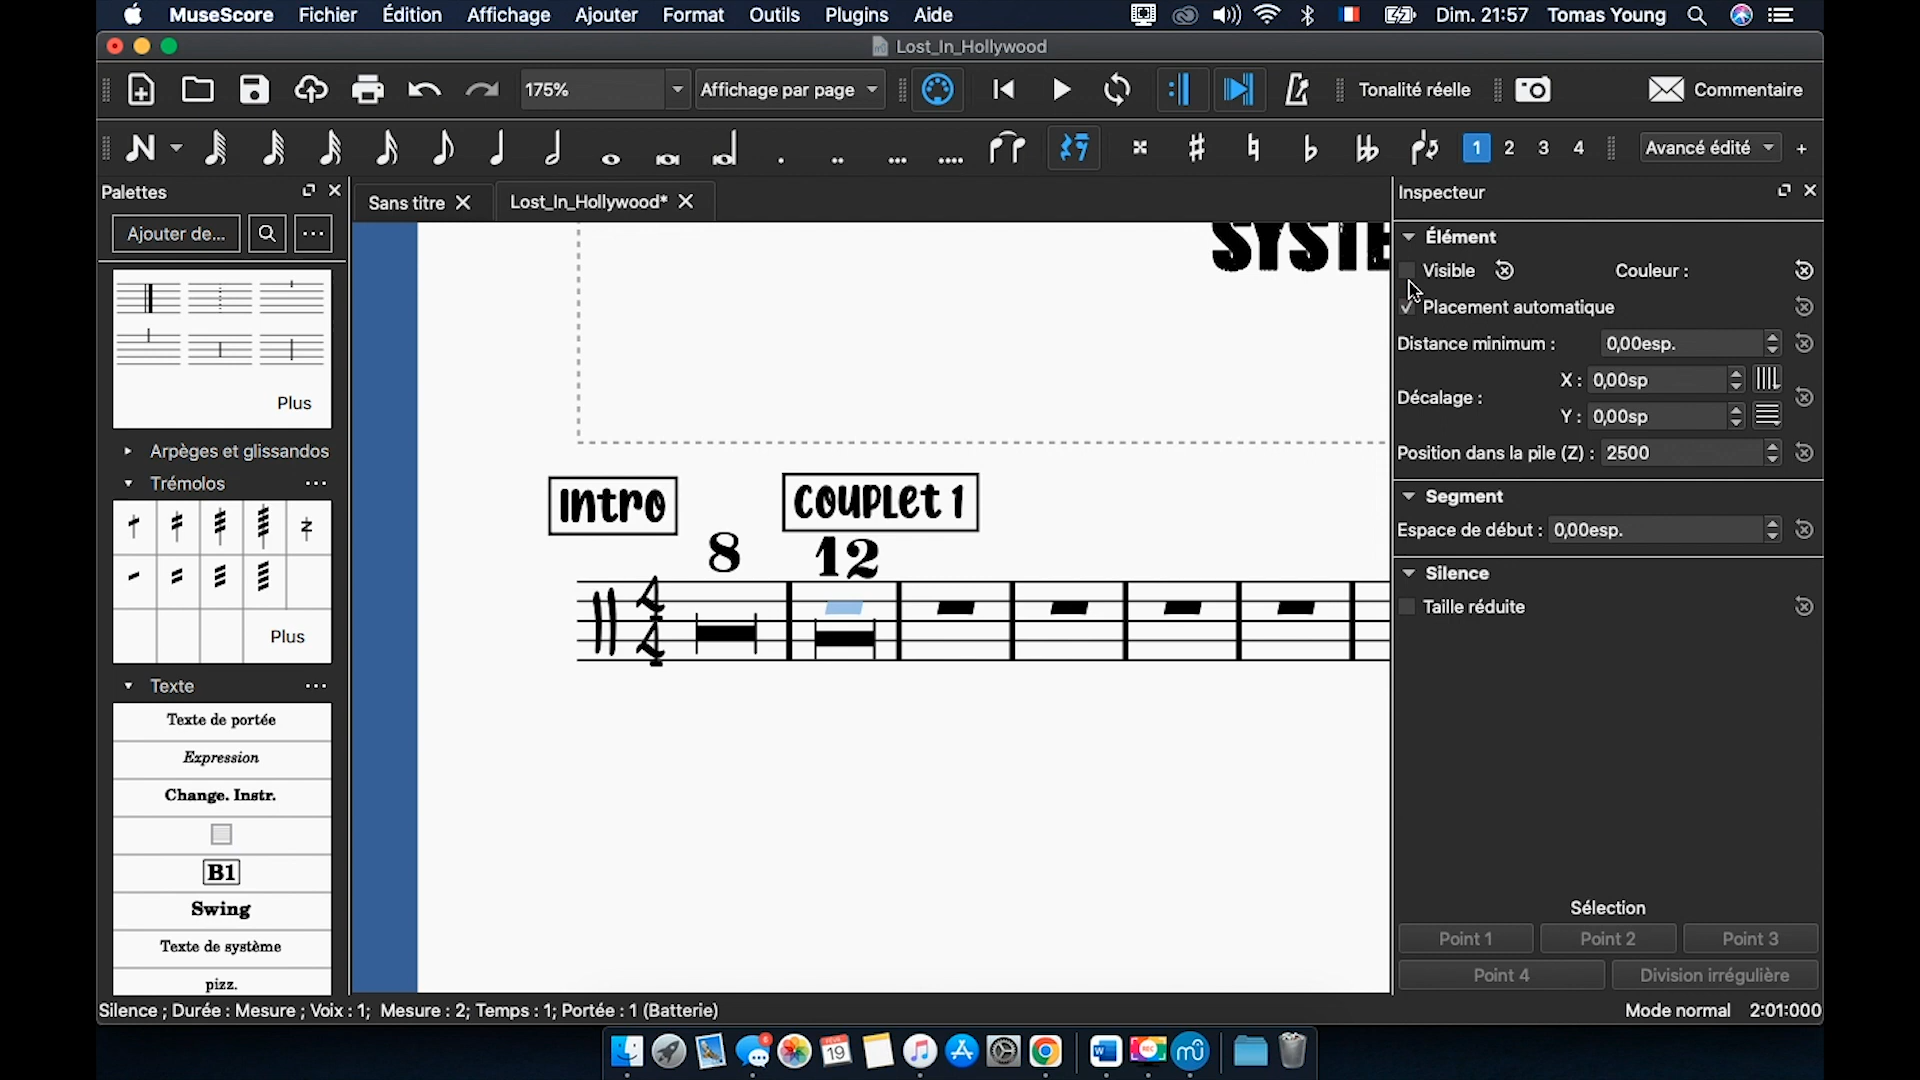 MuseScore Fichier Édition Affichage Ajouter Format Outils Plugins Aide Dim. 21:57 Tomas Young
Lost_In_Hollywood
175% Affichage par page Tonalité réelle Commentaire
1 2 3 4 Avancé édité +
Palettes
Sans titre Lost_In_Hollywood*
Inspecteur
Ajouter de... ...
Plus
Arpèges et glissandos
Trémolos ...
Plus
Texte ...
Texte de portée
Expression
Change. Instr.
B1
Swing
Texte de système
pizz.
SYSTE
Intro
COUPLET 1
8 12
4
4
Élément
Visible Couleur :
Placement automatique
Distance minimum : 0,00esp.
X : 0,00sp
Décalage :
Y : 0,00sp
Position dans la pile (Z) : 2500
Segment
Espace de début : 0,00esp.
Silence
Taille réduite
Sélection
Point 1 Point 2 Point 3
Point 4 Division irrégulière
Silence ; Durée : Mesure ; Voix : 1; Mesure : 2; Temps : 1; Portée : 1 (Batterie)
Mode normal 2:01:000
6
19
W
REC